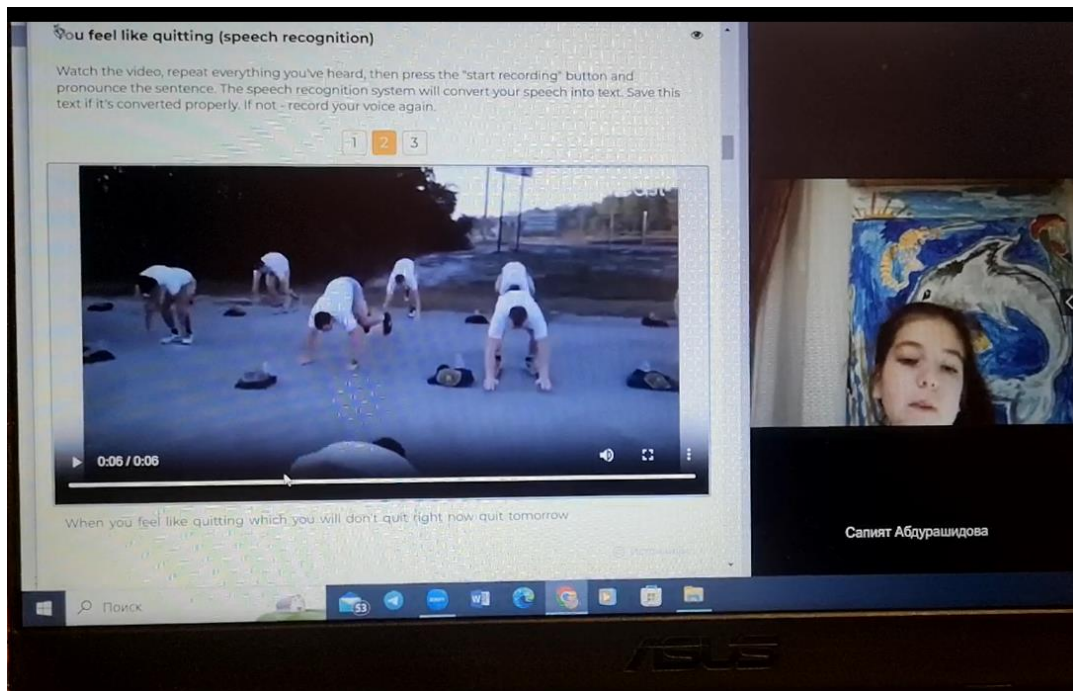 You feel like quitting (speech recognition)
Watch the video, repeat everything you've heard, then press the "start recording" button and
pronounce the sentence. The speech recognition system will convert your speech into text. Save this
text if it's converted properly. If not - record your voice again.
1 2 3
0:06 / 0:06
When you feel like quitting which you will don't quit right now quit tomorrow
Сапият Абдурашидова
Поиск
53
zoom
ASUS